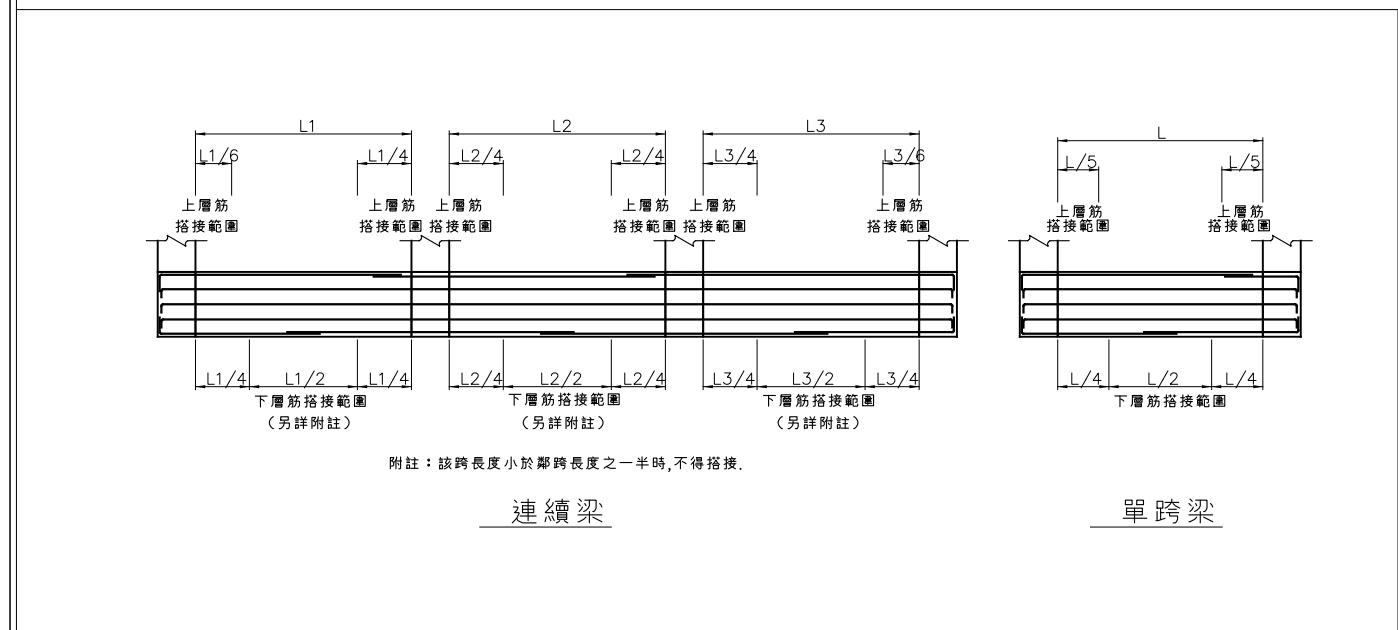 L1 L2 L3
L1/6 L1/4 L2/4 L2/4 L3/4 L3/6
上層筋 上層筋 上層筋 上層筋 上層筋 上層筋
搭接範圍 搭接範圍 搭接範圍 搭接範圍 搭接範圍 搭接範圍
L1/4 L1/2 L1/4 L2/4 L2/2 L2/4 L3/4 L3/2 L3/4
下層筋搭接範圍 下層筋搭接範圍 下層筋搭接範圍
(另詳附註) (另詳附註) (另詳附註)
附註：該跨長度小於鄰跨長度之一半時,不得搭接.
連續梁
L
L/5 L/5
上層筋 上層筋
搭接範圍 搭接範圍
L/4 L/2 L/4
下層筋搭接範圍
單跨梁